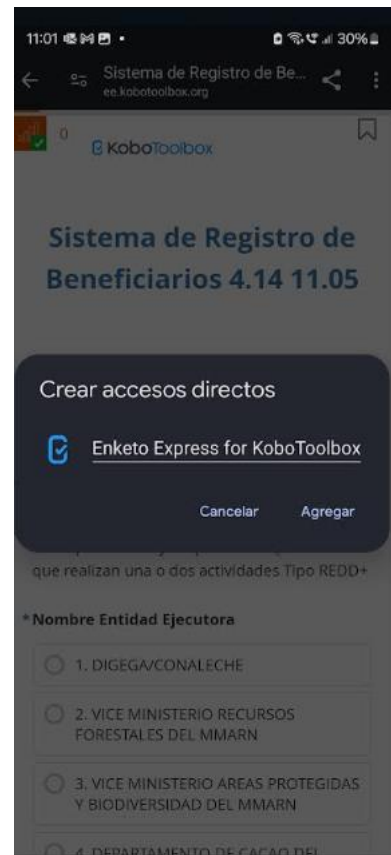 11:01
30%
Sistema de Registro de Be...
ee.kobotoolbox.org
0
KoboToolbox
Sistema de Registro de
Beneficiarios 4.14 11.05
Crear accesos directos
Enketo Express for KoboToolbox
Cancelar Agregar
que realizan una o dos actividades Tipo REDD+
*Nombre Entidad Ejecutora
1. DIGEGA/CONALECHE
2. VICE MINISTERIO RECURSOS
FORESTALES DEL MMARN
3. VICE MINISTERIO AREAS PROTEGIDAS
Y BIODIVERSIDAD DEL MMARN
4. DEPARTAMENTO DE CACAO DEL